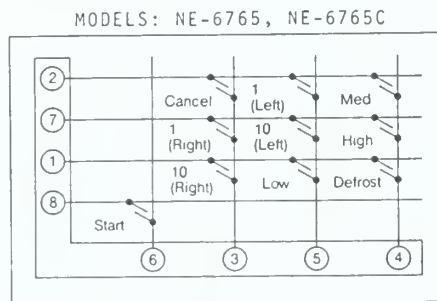 MODELS: NE-6765, NE-6765C
2
Cancel
1
(Left)
Med
7
1
(Right)
10
(Left)
High
1
10
(Right)
Low
Defrost
8
Start
6
3
5
4